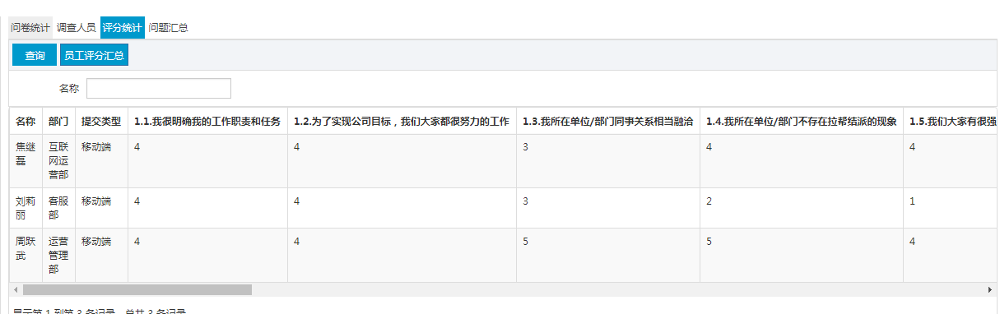 问卷统计 调查人员 评分统计 问题汇总
查询 员工评分汇总
名称
名称 部门 提交类型 1.1.我很明确我的工作职责和任务 1.2.为了实现公司目标，我们大家都很努力的工作 1.3.我所在单位/部门同事关系相当融洽 1.4.我所在单位/部门不存在拉帮结派的现象 1.5.我们大家有很强
焦继磊 互联网运营部 移动端 4 4 3 4 4
刘莉丽 客服部 移动端 4 4 3 2 1
周跃武 运营管理部 移动端 4 4 5 5 4
显示第 1 到第 3 条记录，总共 3 条记录